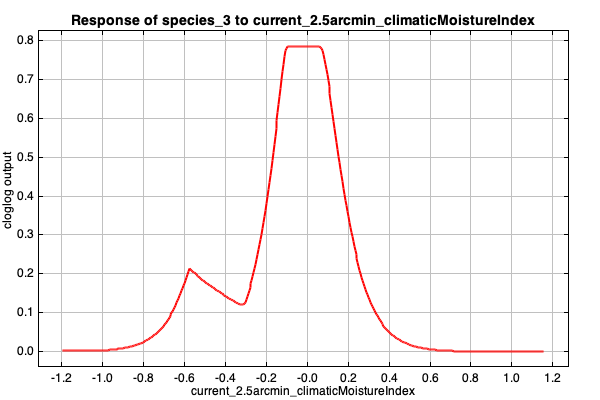 Response of species_3 to current_2.5arcmin_climaticMoistureIndex
0.8
0.7
0.6
0.5
0.4
0.3
0.2
0.1
0.0
cloglog output
-1.2 -1.0 -0.8 -0.6 -0.4 -0.2 -0.0 0.2 0.4 0.6 0.8 1.0 1.2
current_2.5arcmin_climaticMoistureIndex